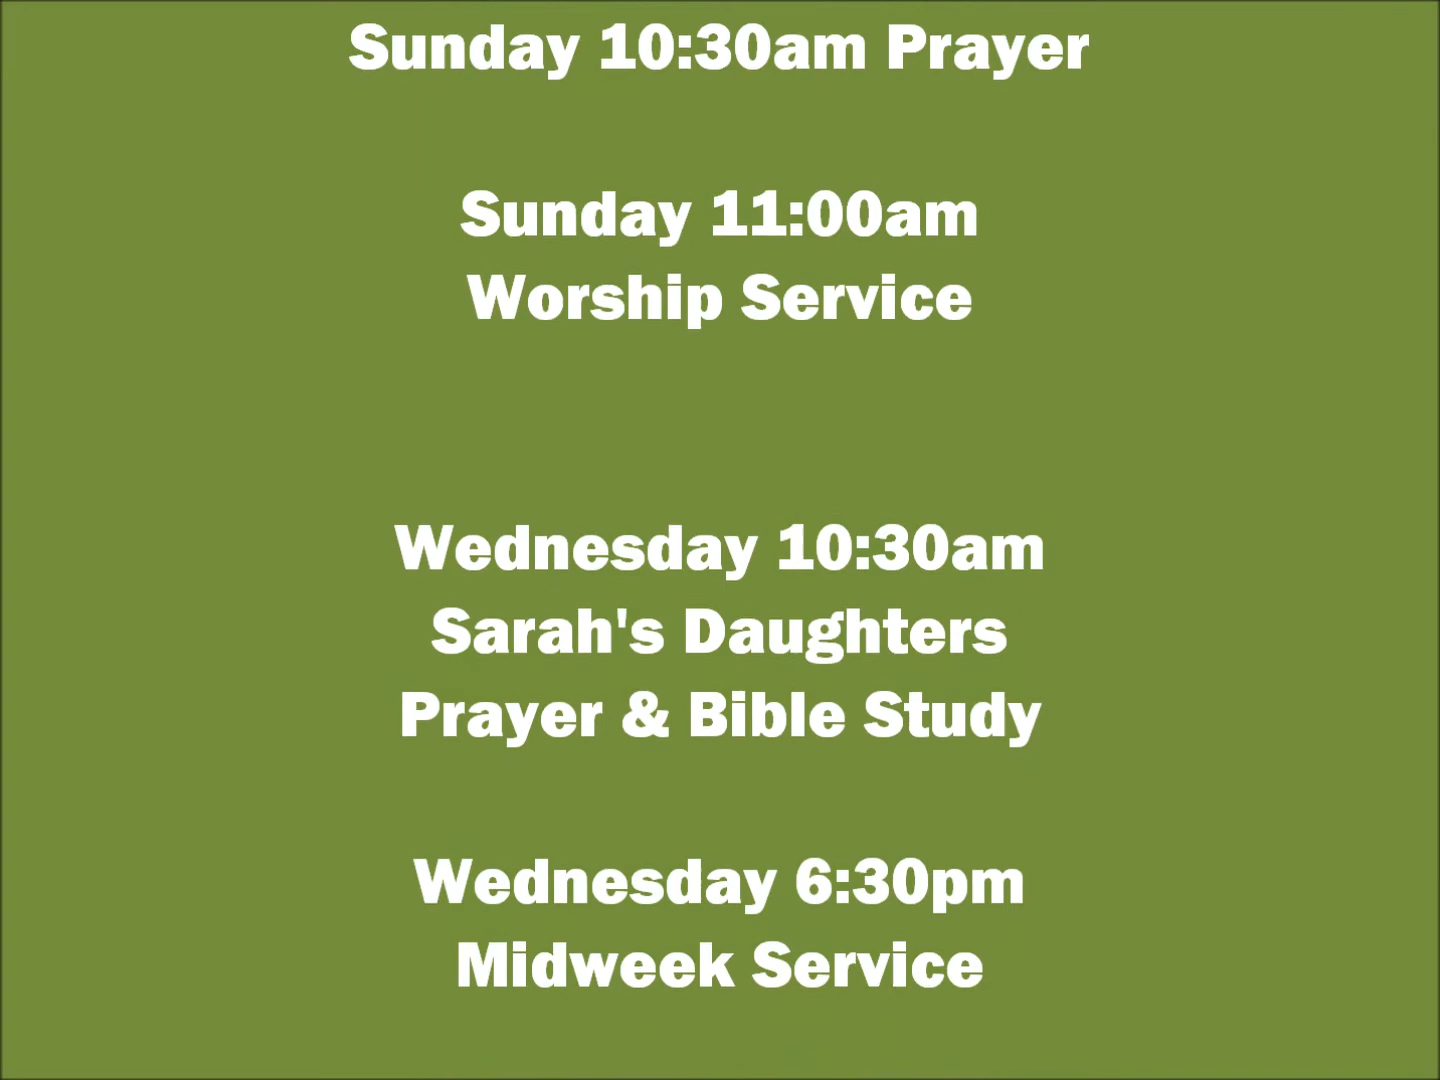 Sunday 10:30am Prayer
Sunday 11:00am
Worship Service
Wednesday 10:30am
Sarah's Daughters
Prayer & Bible Study
Wednesday 6:30pm
Midweek Service